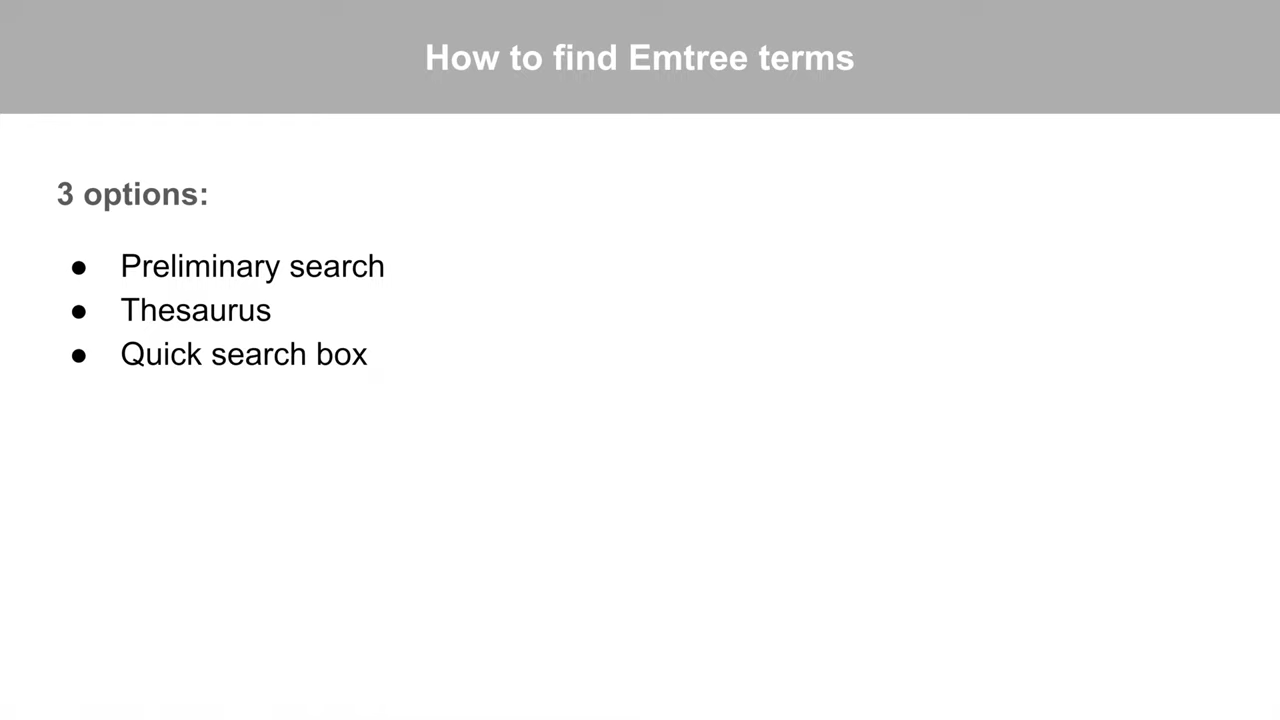 How to find Emtree terms
3 options:
● Preliminary search
● Thesaurus
● Quick search box